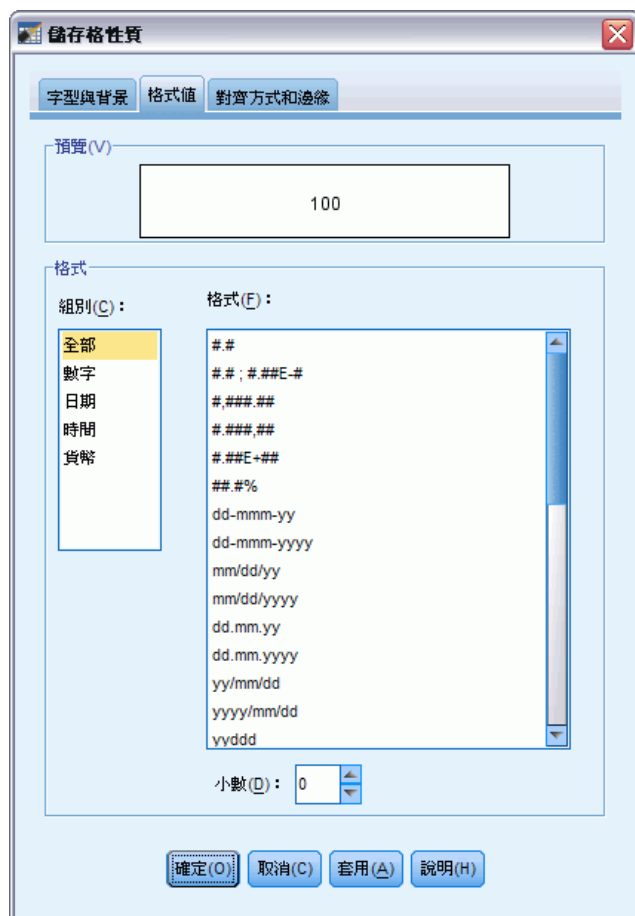 儲存格性質
字型與背景 格式值 對齊方式和邊緣
預覽(V)
100
格式
組別(C)：
全部
數字
日期
時間
貨幣
格式(F)：
#.#
#.# ; #.##E-#
#,###.##
#.###,##
#.##E+##
##.#%
dd-mmm-yy
dd-mmm-yyyy
mm/dd/yy
mm/dd/yyyy
dd.mm.yy
dd.mm.yyyy
yy/mm/dd
yyyy/mm/dd
yyddd
小數(D)： 0
確定(O) 取消(C) 套用(A) 說明(H)